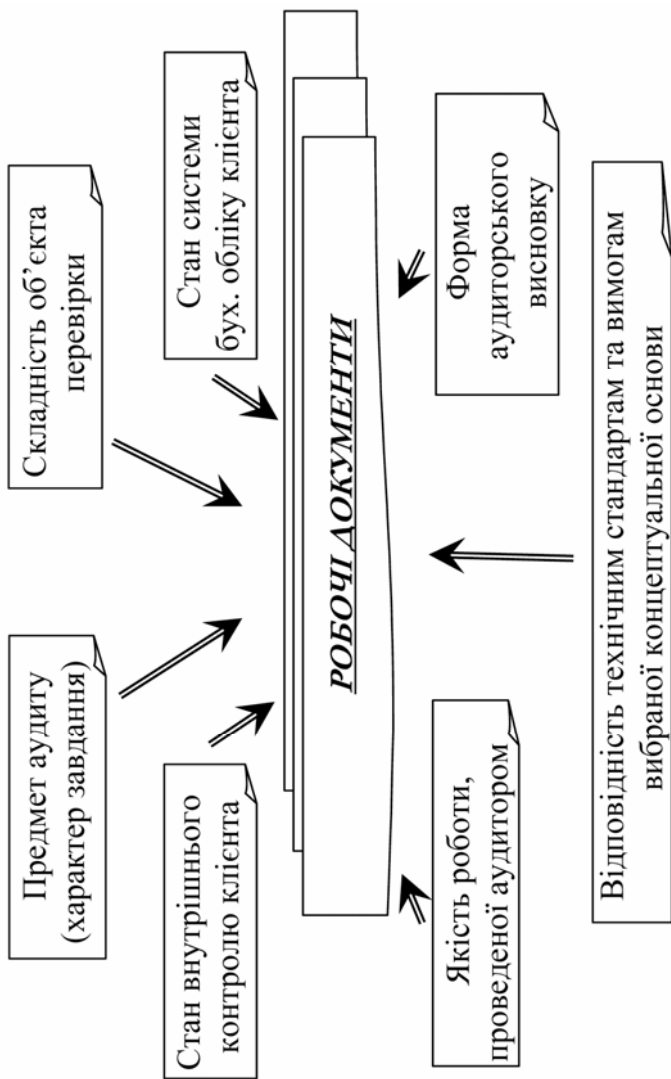 Предмет аудиту
(характер завдання)
Складність об’єкта
перевірки
Стан внутрішнього
контролю клієнта
Стан системи
бух. обліку клієнта
РОБОЧІ ДОКУМЕНТИ
Якість роботи,
проведеної аудитором
Форма
аудиторського
висновку
Відповідність технічним стандартам та вимогам
вибраної концептуальної основи